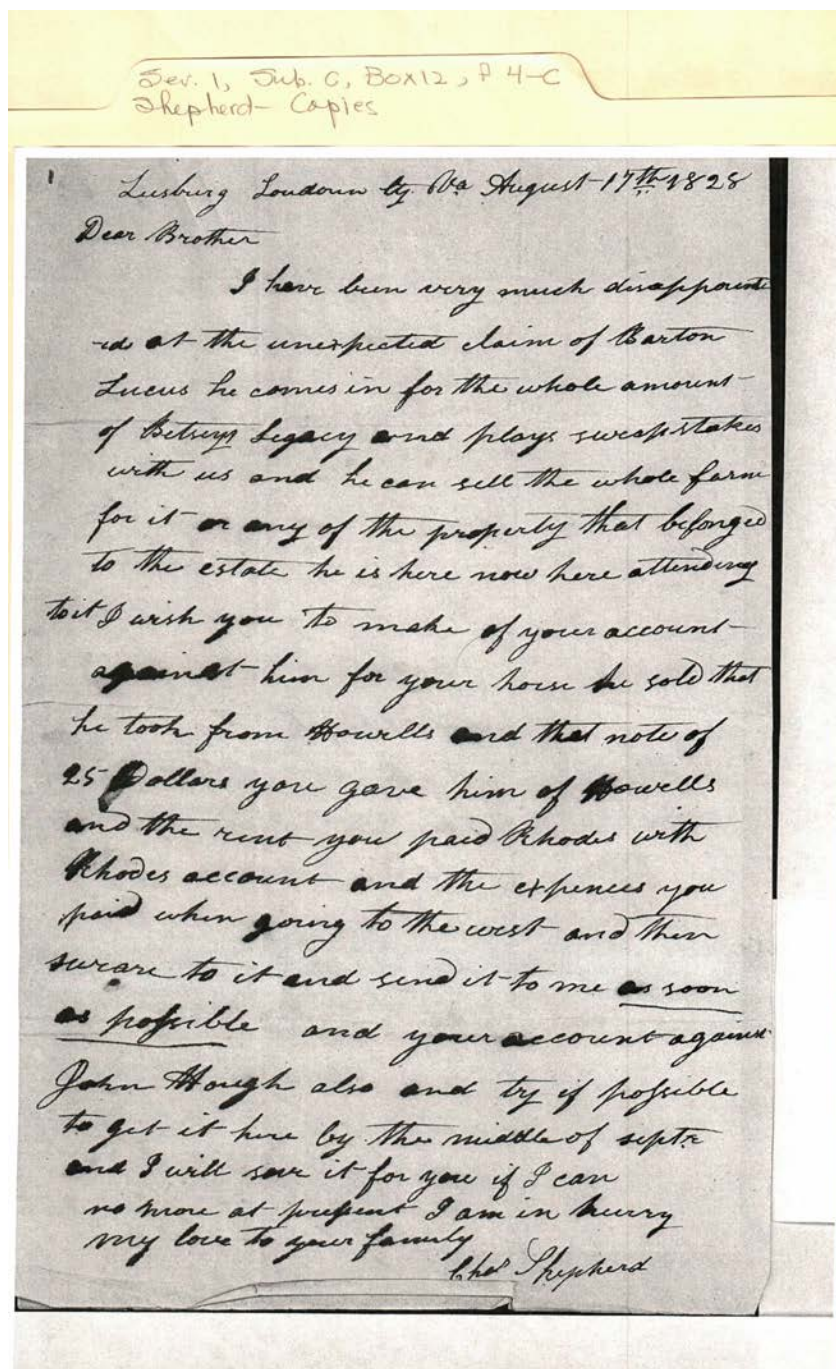 Ser. 1, Sub. C, Box 12, P 4-C
Shepherd- Copies
1
Lusburg Loudoun Cty. Va August 17th 1828
Dear Brother
I have been very much disappoint
-ed at the unexpected claim of Barton
Lucus he comes in for the whole amount
of Betseys Legacy and plays sweapstakes
with us and he can sell the whole farm
for it or any of the property that belonged
to the estate he is here now here attending
to it I wish you to make of your account
against him for your horse he sold that
he took from Howells and that note of
25 Dollars you gave him of Howells
and the rent you paid Rhodes with
Rhodes account and the expences you
paid when going to the west and then
sware to it and send it to me as soon
as possible and your account against
John Hough also and try if possible
to get it here by the middle of septr
and I will save it for you if I can
no more at present I am in hurry
my love to your family
Chas Shepherd